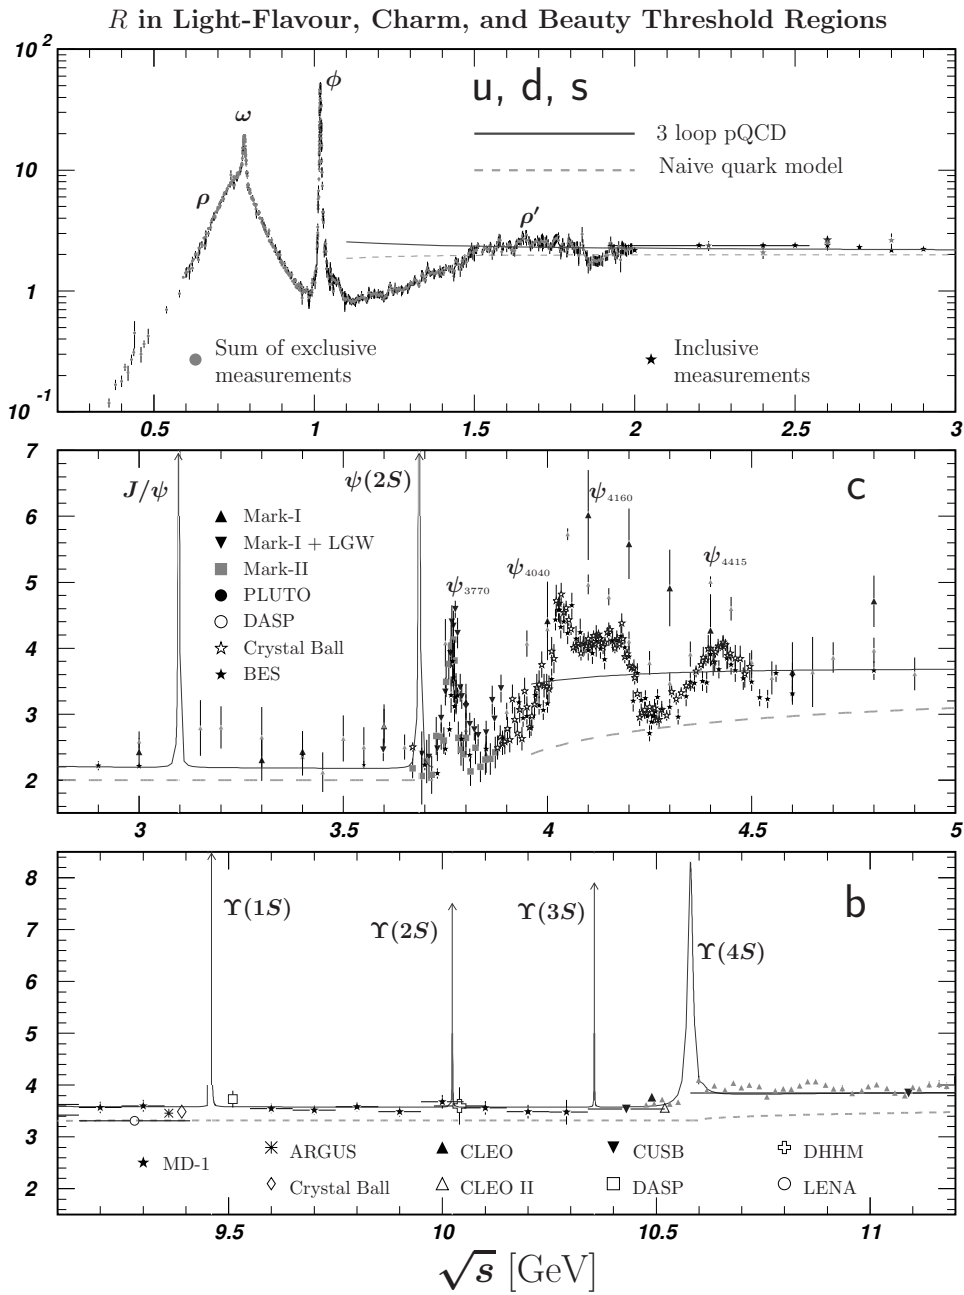 R in Light-Flavour, Charm, and Beauty Threshold Regions
10²
10
1
10⁻¹
u, d, s
3 loop pQCD
Naive quark model
ρ
ω
ϕ
ρ′
Sum of exclusive
measurements
Inclusive
measurements
0.5
1
1.5
2
2.5
3
7
6
5
4
3
2
c
J/ψ
ψ(2S)
ψ₃₇₇₀
ψ₄₀₄₀
ψ₄₁₆₀
ψ₄₄₁₅
Mark-I
Mark-I + LGW
Mark-II
PLUTO
DASP
Crystal Ball
BES
3
3.5
4
4.5
5
8
7
6
5
4
3
2
b
ϒ(1S)
ϒ(2S)
ϒ(3S)
ϒ(4S)
MD-1
ARGUS
CLEO
CUSB
DHHM
Crystal Ball
CLEO II
DASP
LENA
9.5
10
10.5
11
√s [GeV]